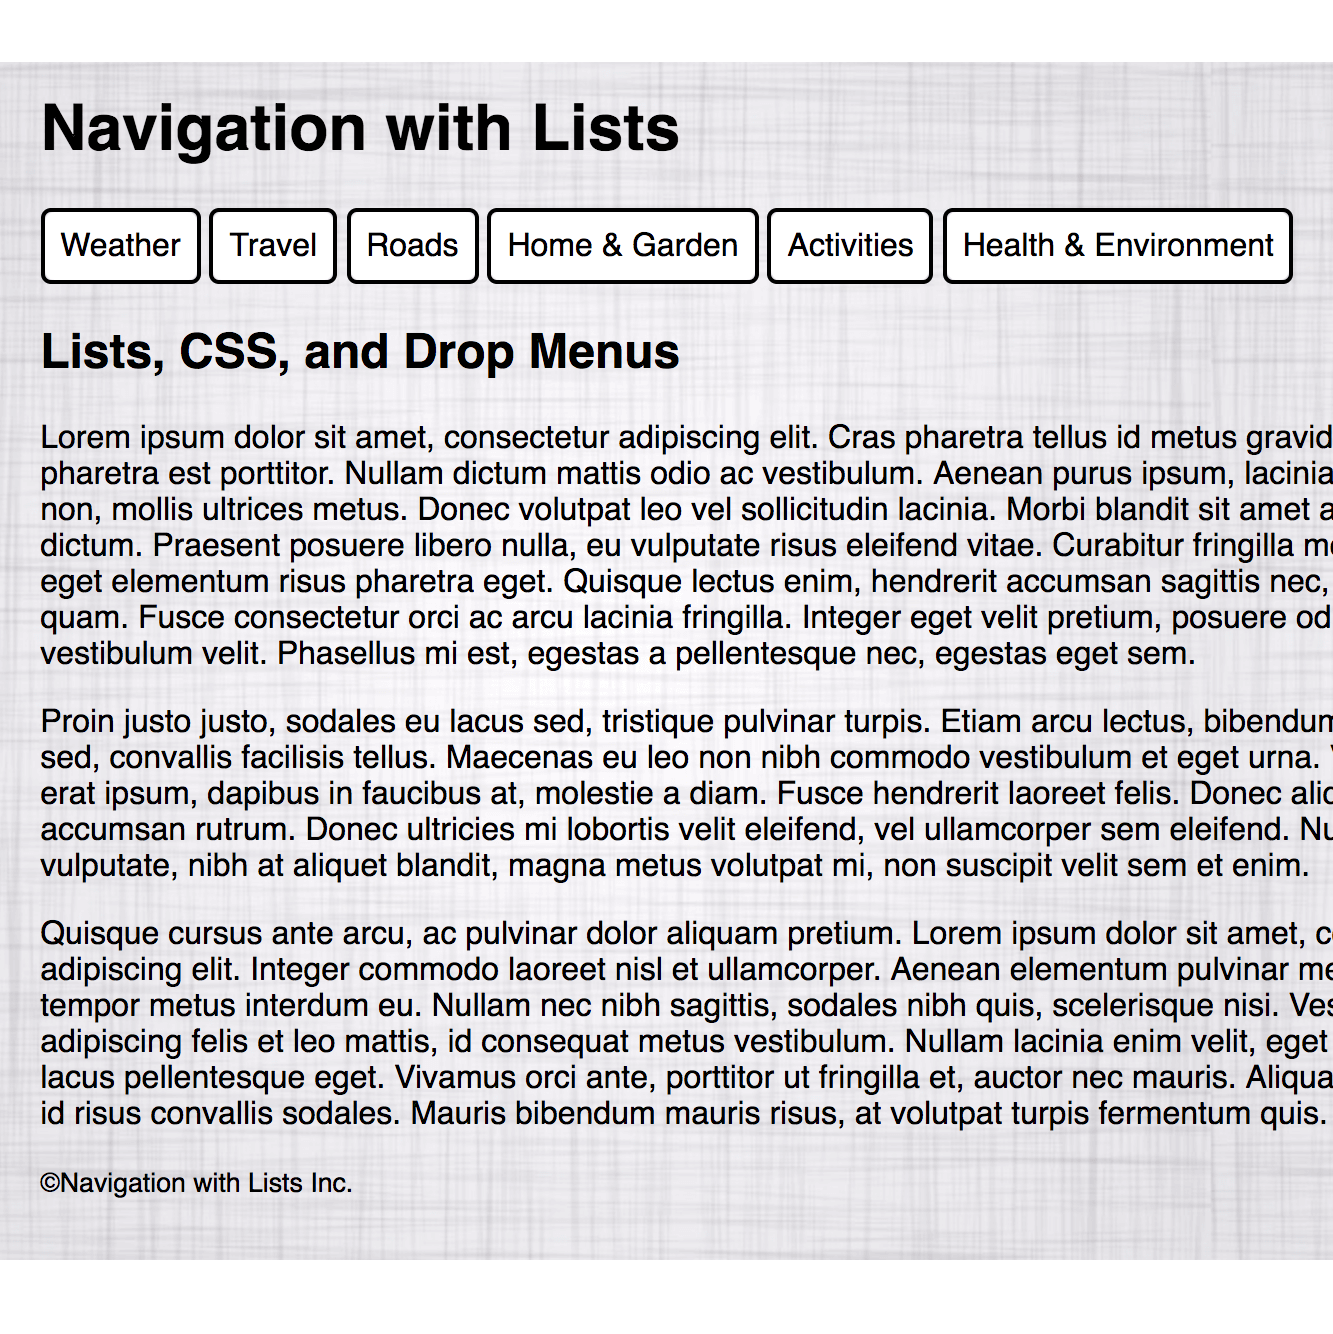 Navigation with Lists
Weather Travel Roads Home & Garden Activities Health & Environment
Lists, CSS, and Drop Menus
Lorem ipsum dolor sit amet, consectetur adipiscing elit. Cras pharetra tellus id metus gravid
pharetra est porttitor. Nullam dictum mattis odio ac vestibulum. Aenean purus ipsum, lacinia
non, mollis ultrices metus. Donec volutpat leo vel sollicitudin lacinia. Morbi blandit sit amet a
dictum. Praesent posuere libero nulla, eu vulputate risus eleifend vitae. Curabitur fringilla m
eget elementum risus pharetra eget. Quisque lectus enim, hendrerit accumsan sagittis nec,
quam. Fusce consectetur orci ac arcu lacinia fringilla. Integer eget velit pretium, posuere od
vestibulum velit. Phasellus mi est, egestas a pellentesque nec, egestas eget sem.
Proin justo justo, sodales eu lacus sed, tristique pulvinar turpis. Etiam arcu lectus, bibendum
sed, convallis facilisis tellus. Maecenas eu leo non nibh commodo vestibulum et eget urna.
erat ipsum, dapibus in faucibus at, molestie a diam. Fusce hendrerit laoreet felis. Donec alic
accumsan rutrum. Donec ultricies mi lobortis velit eleifend, vel ullamcorper sem eleifend. Nu
vulputate, nibh at aliquet blandit, magna metus volutpat mi, non suscipit velit sem et enim.
Quisque cursus ante arcu, ac pulvinar dolor aliquam pretium. Lorem ipsum dolor sit amet, c
adipiscing elit. Integer commodo laoreet nisl et ullamcorper. Aenean elementum pulvinar me
tempor metus interdum eu. Nullam nec nibh sagittis, sodales nibh quis, scelerisque nisi. Ves
adipiscing felis et leo mattis, id consequat metus vestibulum. Nullam lacinia enim velit, eget
lacus pellentesque eget. Vivamus orci ante, porttitor ut fringilla et, auctor nec mauris. Aliqua
id risus convallis sodales. Mauris bibendum mauris risus, at volutpat turpis fermentum quis.
©Navigation with Lists Inc.